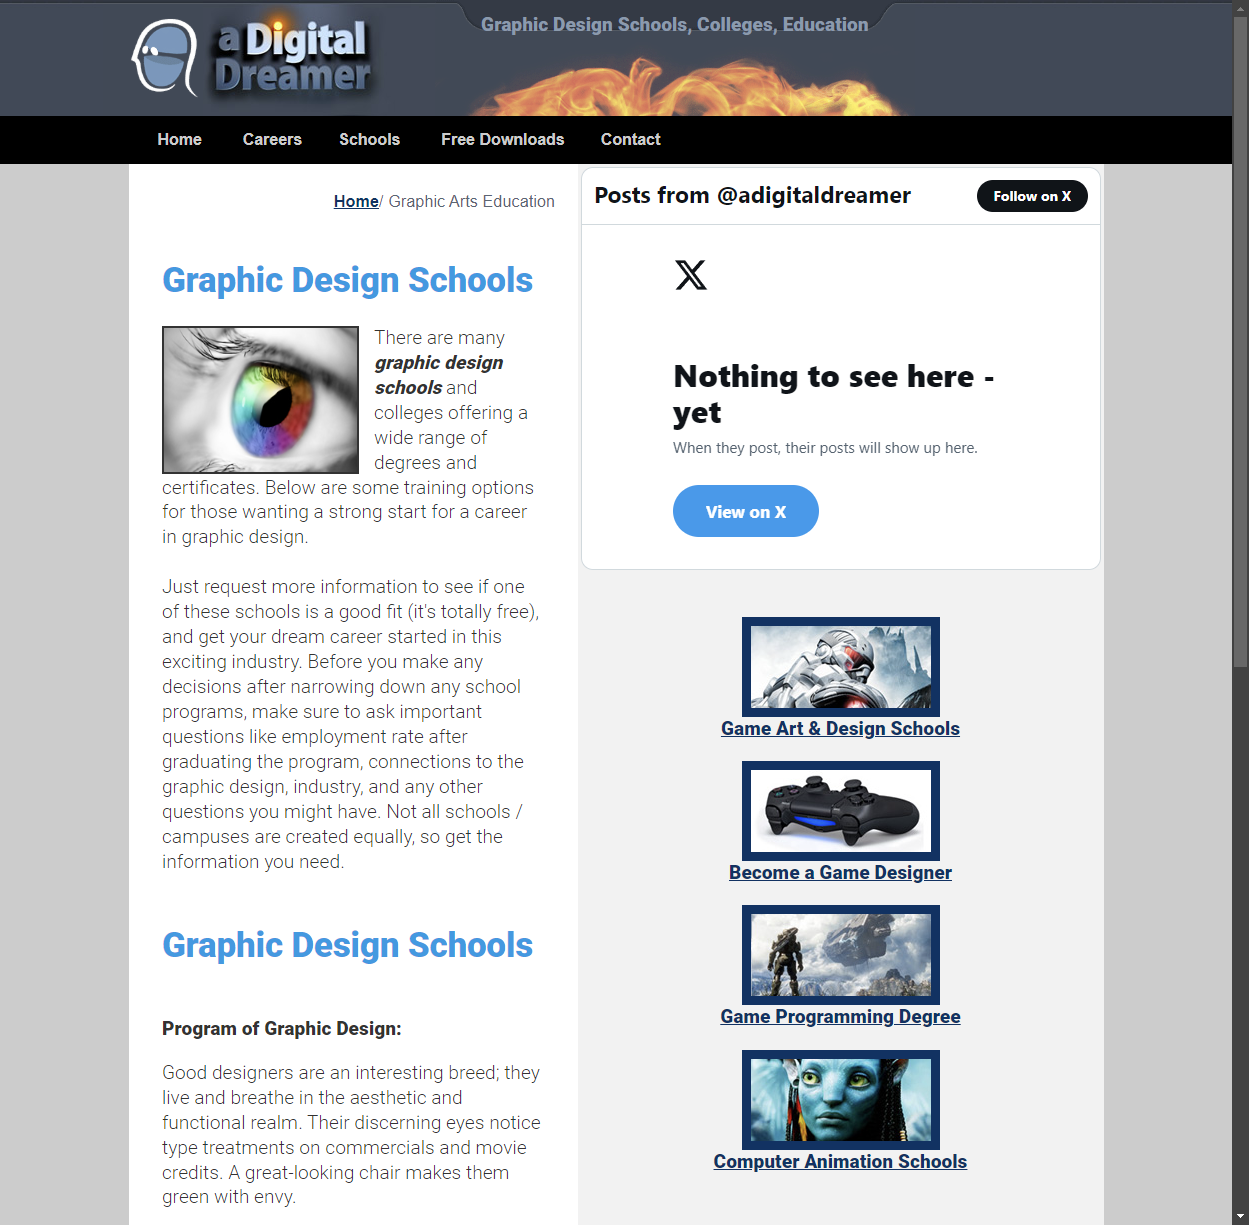 a Digital
Dreamer
Graphic Design Schools, Colleges, Education
Home
Careers
Schools
Free Downloads
Contact
Home/ Graphic Arts Education
Graphic Design Schools
There are many
graphic design
schools and
colleges offering a
wide range of
degrees and
certificates. Below are some training options
for those wanting a strong start for a career
in graphic design.
Just request more information to see if one
of these schools is a good fit (it's totally free),
and get your dream career started in this
exciting industry. Before you make any
decisions after narrowing down any school
programs, make sure to ask important
questions like employment rate after
graduating the program, connections to the
graphic design, industry, and any other
questions you might have. Not all schools /
campuses are created equally, so get the
information you need.
Graphic Design Schools
Program of Graphic Design:
Good designers are an interesting breed; they
live and breathe in the aesthetic and
functional realm. Their discerning eyes notice
type treatments on commercials and movie
credits. A great-looking chair makes them
green with envy.
Posts from @adigitaldreamer
Follow on X
Nothing to see here -
yet
When they post, their posts will show up here.
View on X
Game Art & Design Schools
Become a Game Designer
Game Programming Degree
Computer Animation Schools